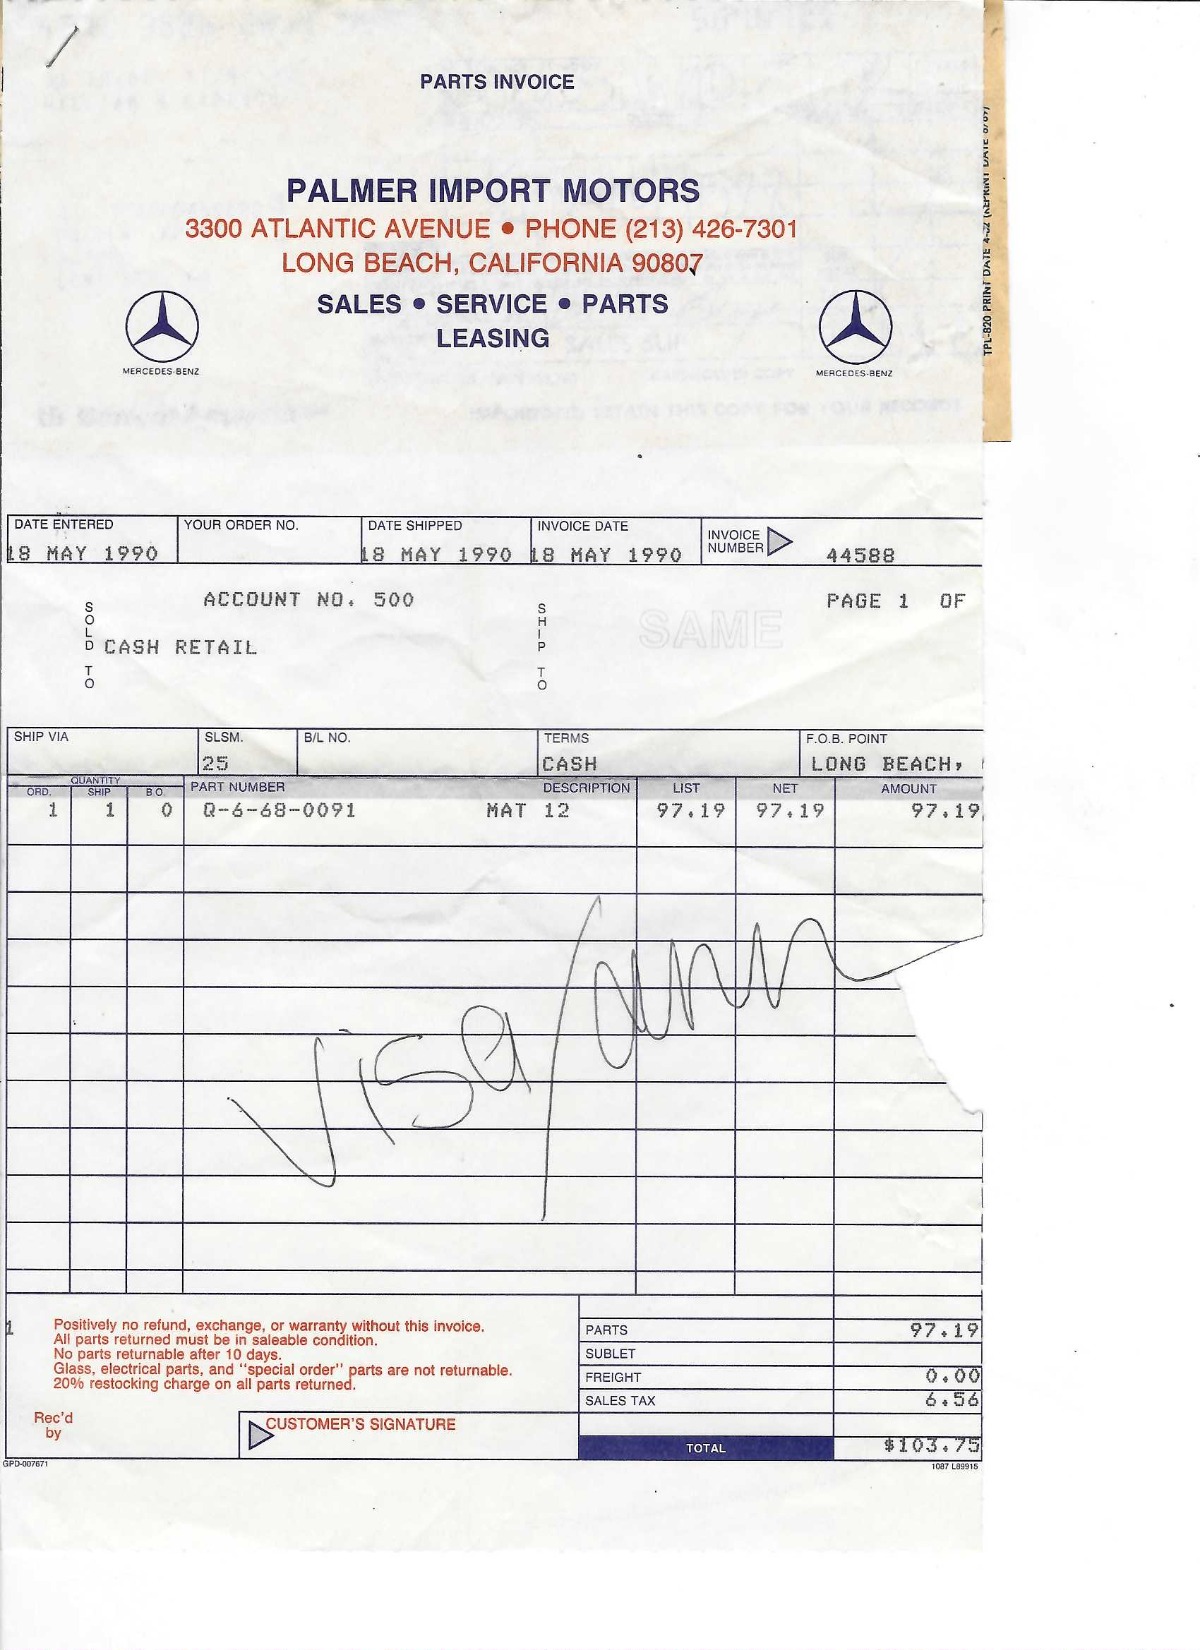 PARTS INVOICE
PALMER IMPORT MOTORS
3300 ATLANTIC AVENUE • PHONE (213) 426-7301
LONG BEACH, CALIFORNIA 90807
SALES • SERVICE • PARTS
LEASING
MERCEDES-BENZ MERCEDES-BENZ
TPL-820 PRINT DATE 4-82 (REPRINT DATE 8/89)
DATE ENTERED YOUR ORDER NO. DATE SHIPPED INVOICE DATE INVOICE NUMBER
18 MAY 1990 18 MAY 1990 18 MAY 1990 44588
ACCOUNT NO. 500 PAGE 1 OF
SOLD TO CASH RETAIL SHIP TO SAME
SHIP VIA SLSM. B/L NO. TERMS F.O.B. POINT
25 CASH LONG BEACH,
QUANTITY
ORD. SHIP B.O. PART NUMBER DESCRIPTION LIST NET AMOUNT
1 1 0 Q-6-68-0091 MAT 12 97.19 97.19 97.19
Visa/
1
Positively no refund, exchange, or warranty without this invoice.
All parts returned must be in saleable condition.
No parts returnable after 10 days.
Glass, electrical parts, and "special order" parts are not returnable.
20% restocking charge on all parts returned.
Rec'd
by
CUSTOMER'S SIGNATURE
PARTS 97.19
SUBLET
FREIGHT 0.00
SALES TAX 6.56
TOTAL $103.75
GPD-007671 1087 L89915